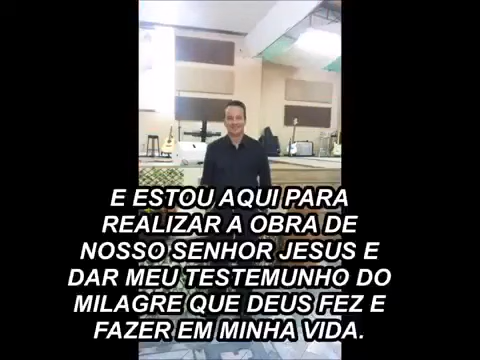 E ESTOU AQUI PARA
REALIZAR A OBRA DE
NOSSO SENHOR JESUS E
DAR MEU TESTEMUNHO DO
MILAGRE QUE DEUS FEZ E
FAZER EM MINHA VIDA.